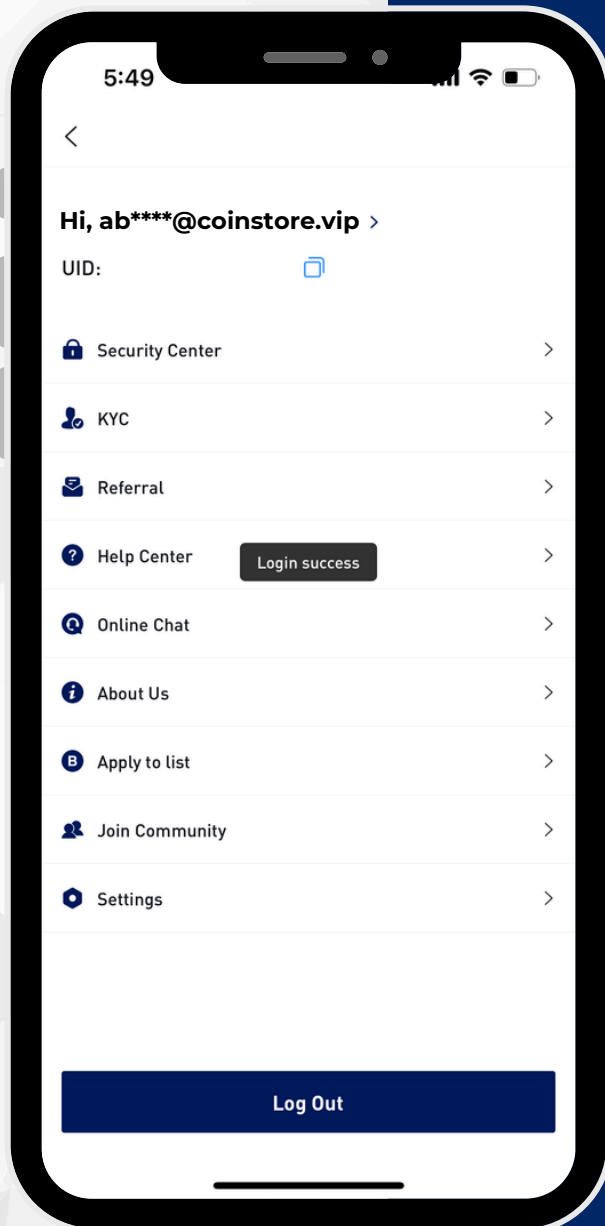 5:49
Hi, ab****@coinstore.vip
UID:
Security Center
KYC
Referral
Help Center
Login success
Online Chat
About Us
Apply to list
Join Community
Settings
Log Out